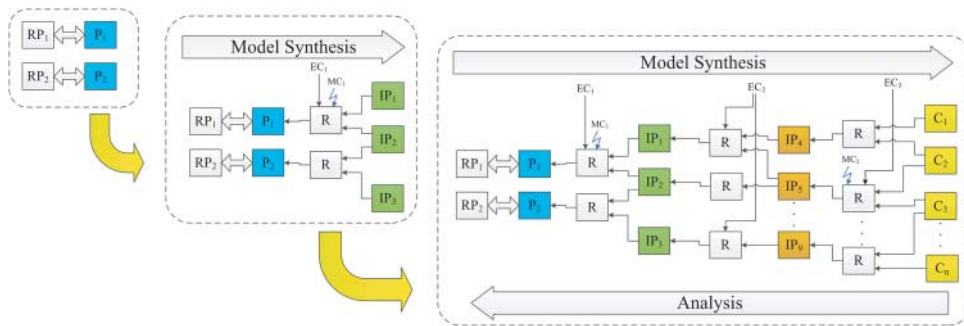 RP1 P1
RP2 P2
Model Synthesis
EC1
MC1
IP1
RP1 P1 R
IP2
RP2 P2 R
IP3
Model Synthesis
EC1 EC2 EC3
MC1
C1
IP1 R IP4 R
RP1 P1 R
MC2
C2
IP2 R IP5 R
RP2 P2 R
C3
IP3 R IP9 R
Cn
Analysis